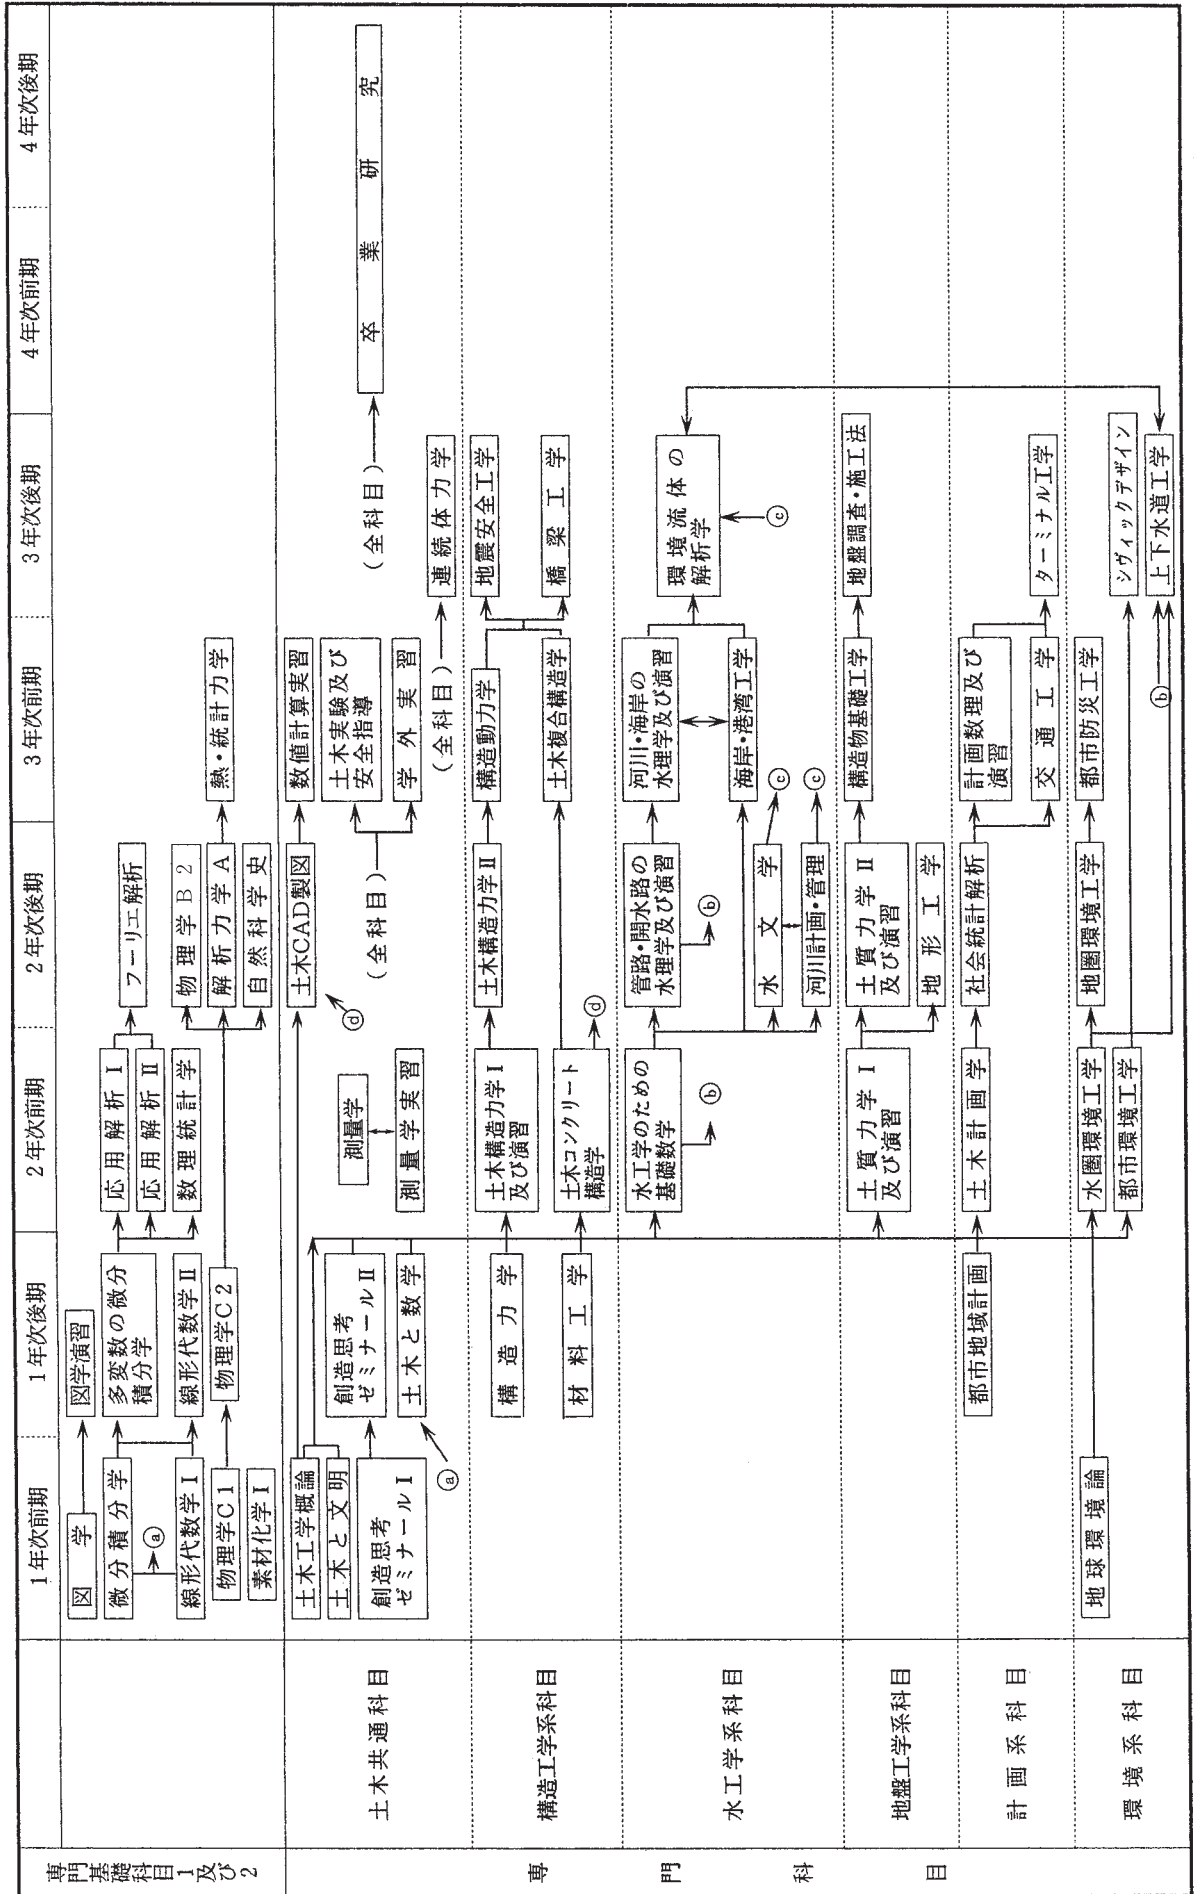 1年次前期
1年次後期
2年次前期
2年次後期
3年次前期
3年次後期
4年次前期
4年次後期
専門基礎科目1及び2
図学
図学演習
微分積分学
多変数の微分
積分学
応用解析Ⅰ
フーリエ解析
応用解析Ⅱ
ⓐ
線形代数学Ⅰ
線形代数学Ⅱ
数理統計学
物理学B2
物理学C1
物理学C2
解析力学A
熱・統計力学
素材化学Ⅰ
自然科学史
専門科目
土木共通科目
土木工学概論
土木CAD製図
数値計算実習
土木と文明
創造思考
ゼミナールⅡ
測量学
ⓓ
土木実験及び
安全指導
(全科目)
(全科目)
卒業研究
創造思考
ゼミナールⅠ
土木と数学
測量学実習
学外実習
ⓐ
(全科目)
連続体力学
構造工学系科目
構造力学
土木構造力学Ⅰ
及び演習
土木構造力学Ⅱ
構造動力学
地震安全工学
材料工学
土木コンクリート
構造学
ⓓ
土木複合構造学
橋梁工学
水工学系科目
水工学のための
基礎数学
ⓑ
管路・開水路の
水理学及び演習
ⓑ
河川・海岸の
水理学及び演習
環境流体の
解析学
海岸・港湾工学
水文学
ⓒ
ⓒ
河川計画・管理
ⓒ
地盤工学系科目
土質力学Ⅰ
及び演習
土質力学Ⅱ
及び演習
構造物基礎工学
地盤調査・施工法
地形工学
計画系科目
都市地域計画
土木計画学
社会統計解析
計画数理及び
演習
交通工学
ターミナル工学
環境系科目
地球環境論
水圏環境工学
地圏環境工学
都市防災工学
都市環境工学
シヴィックデザイン
ⓑ
上下水道工学